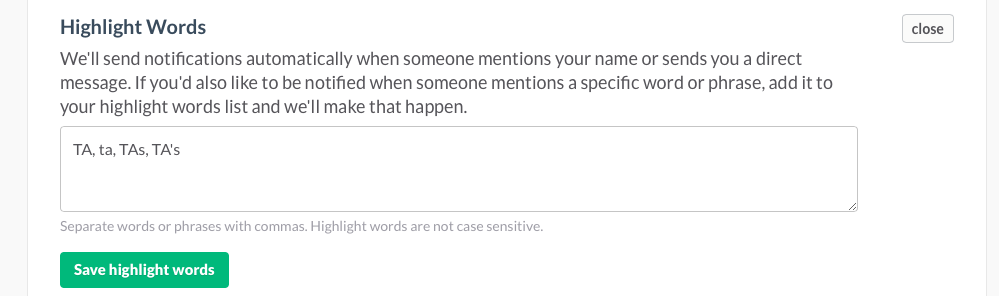 Highlight Words
close
We'll send notifications automatically when someone mentions your name or sends you a direct
message. If you'd also like to be notified when someone mentions a specific word or phrase, add it to
your highlight words list and we'll make that happen.
TA, ta, TAs, TA's
Separate words or phrases with commas. Highlight words are not case sensitive.
Save highlight words